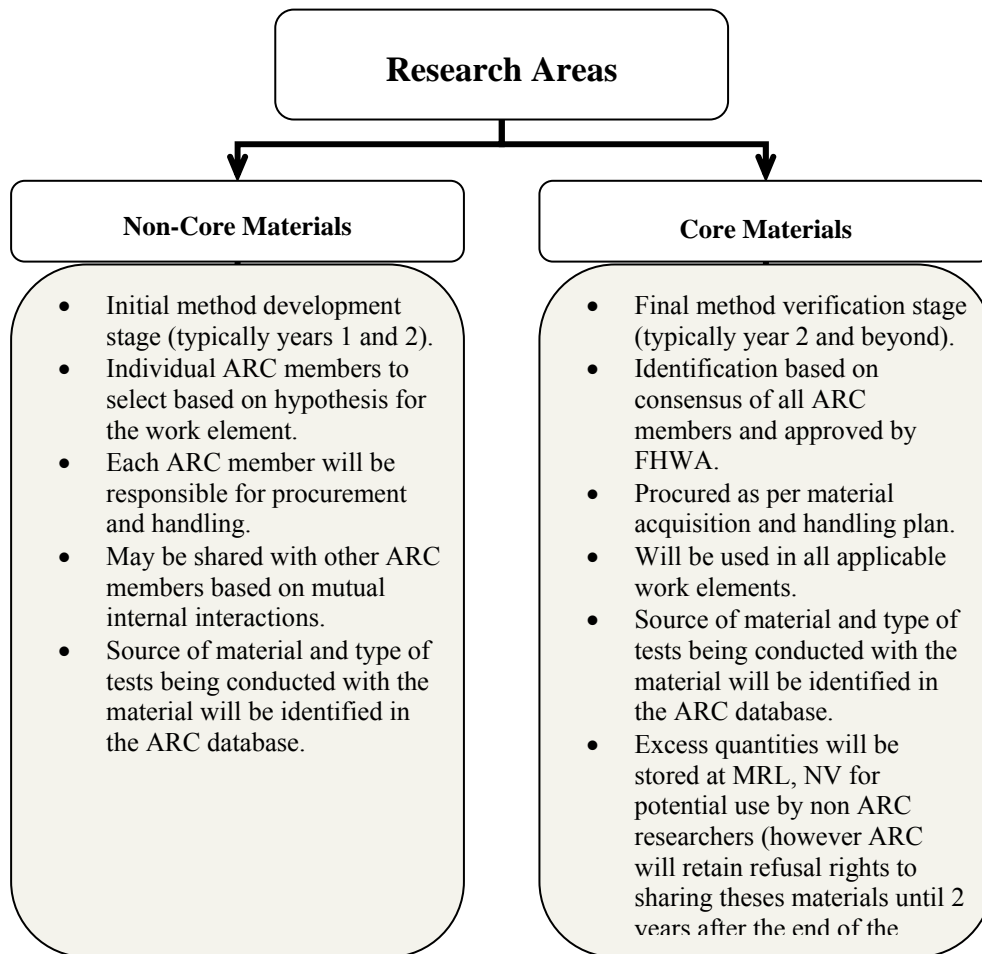 Research Areas
Non-Core Materials
• Initial method development
stage (typically years 1 and 2).
• Individual ARC members to
select based on hypothesis for
the work element.
• Each ARC member will be
responsible for procurement
and handling.
• May be shared with other ARC
members based on mutual
internal interactions.
• Source of material and type of
tests being conducted with the
material will be identified in
the ARC database.
Core Materials
• Final method verification stage
(typically year 2 and beyond).
• Identification based on
consensus of all ARC
members and approved by
FHWA.
• Procured as per material
acquisition and handling plan.
• Will be used in all applicable
work elements.
• Source of material and type of
tests being conducted with the
material will be identified in
the ARC database.
• Excess quantities will be
stored at MRL, NV for
potential use by non ARC
researchers (however ARC
will retain refusal rights to
sharing theses materials until 2
years after the end of the